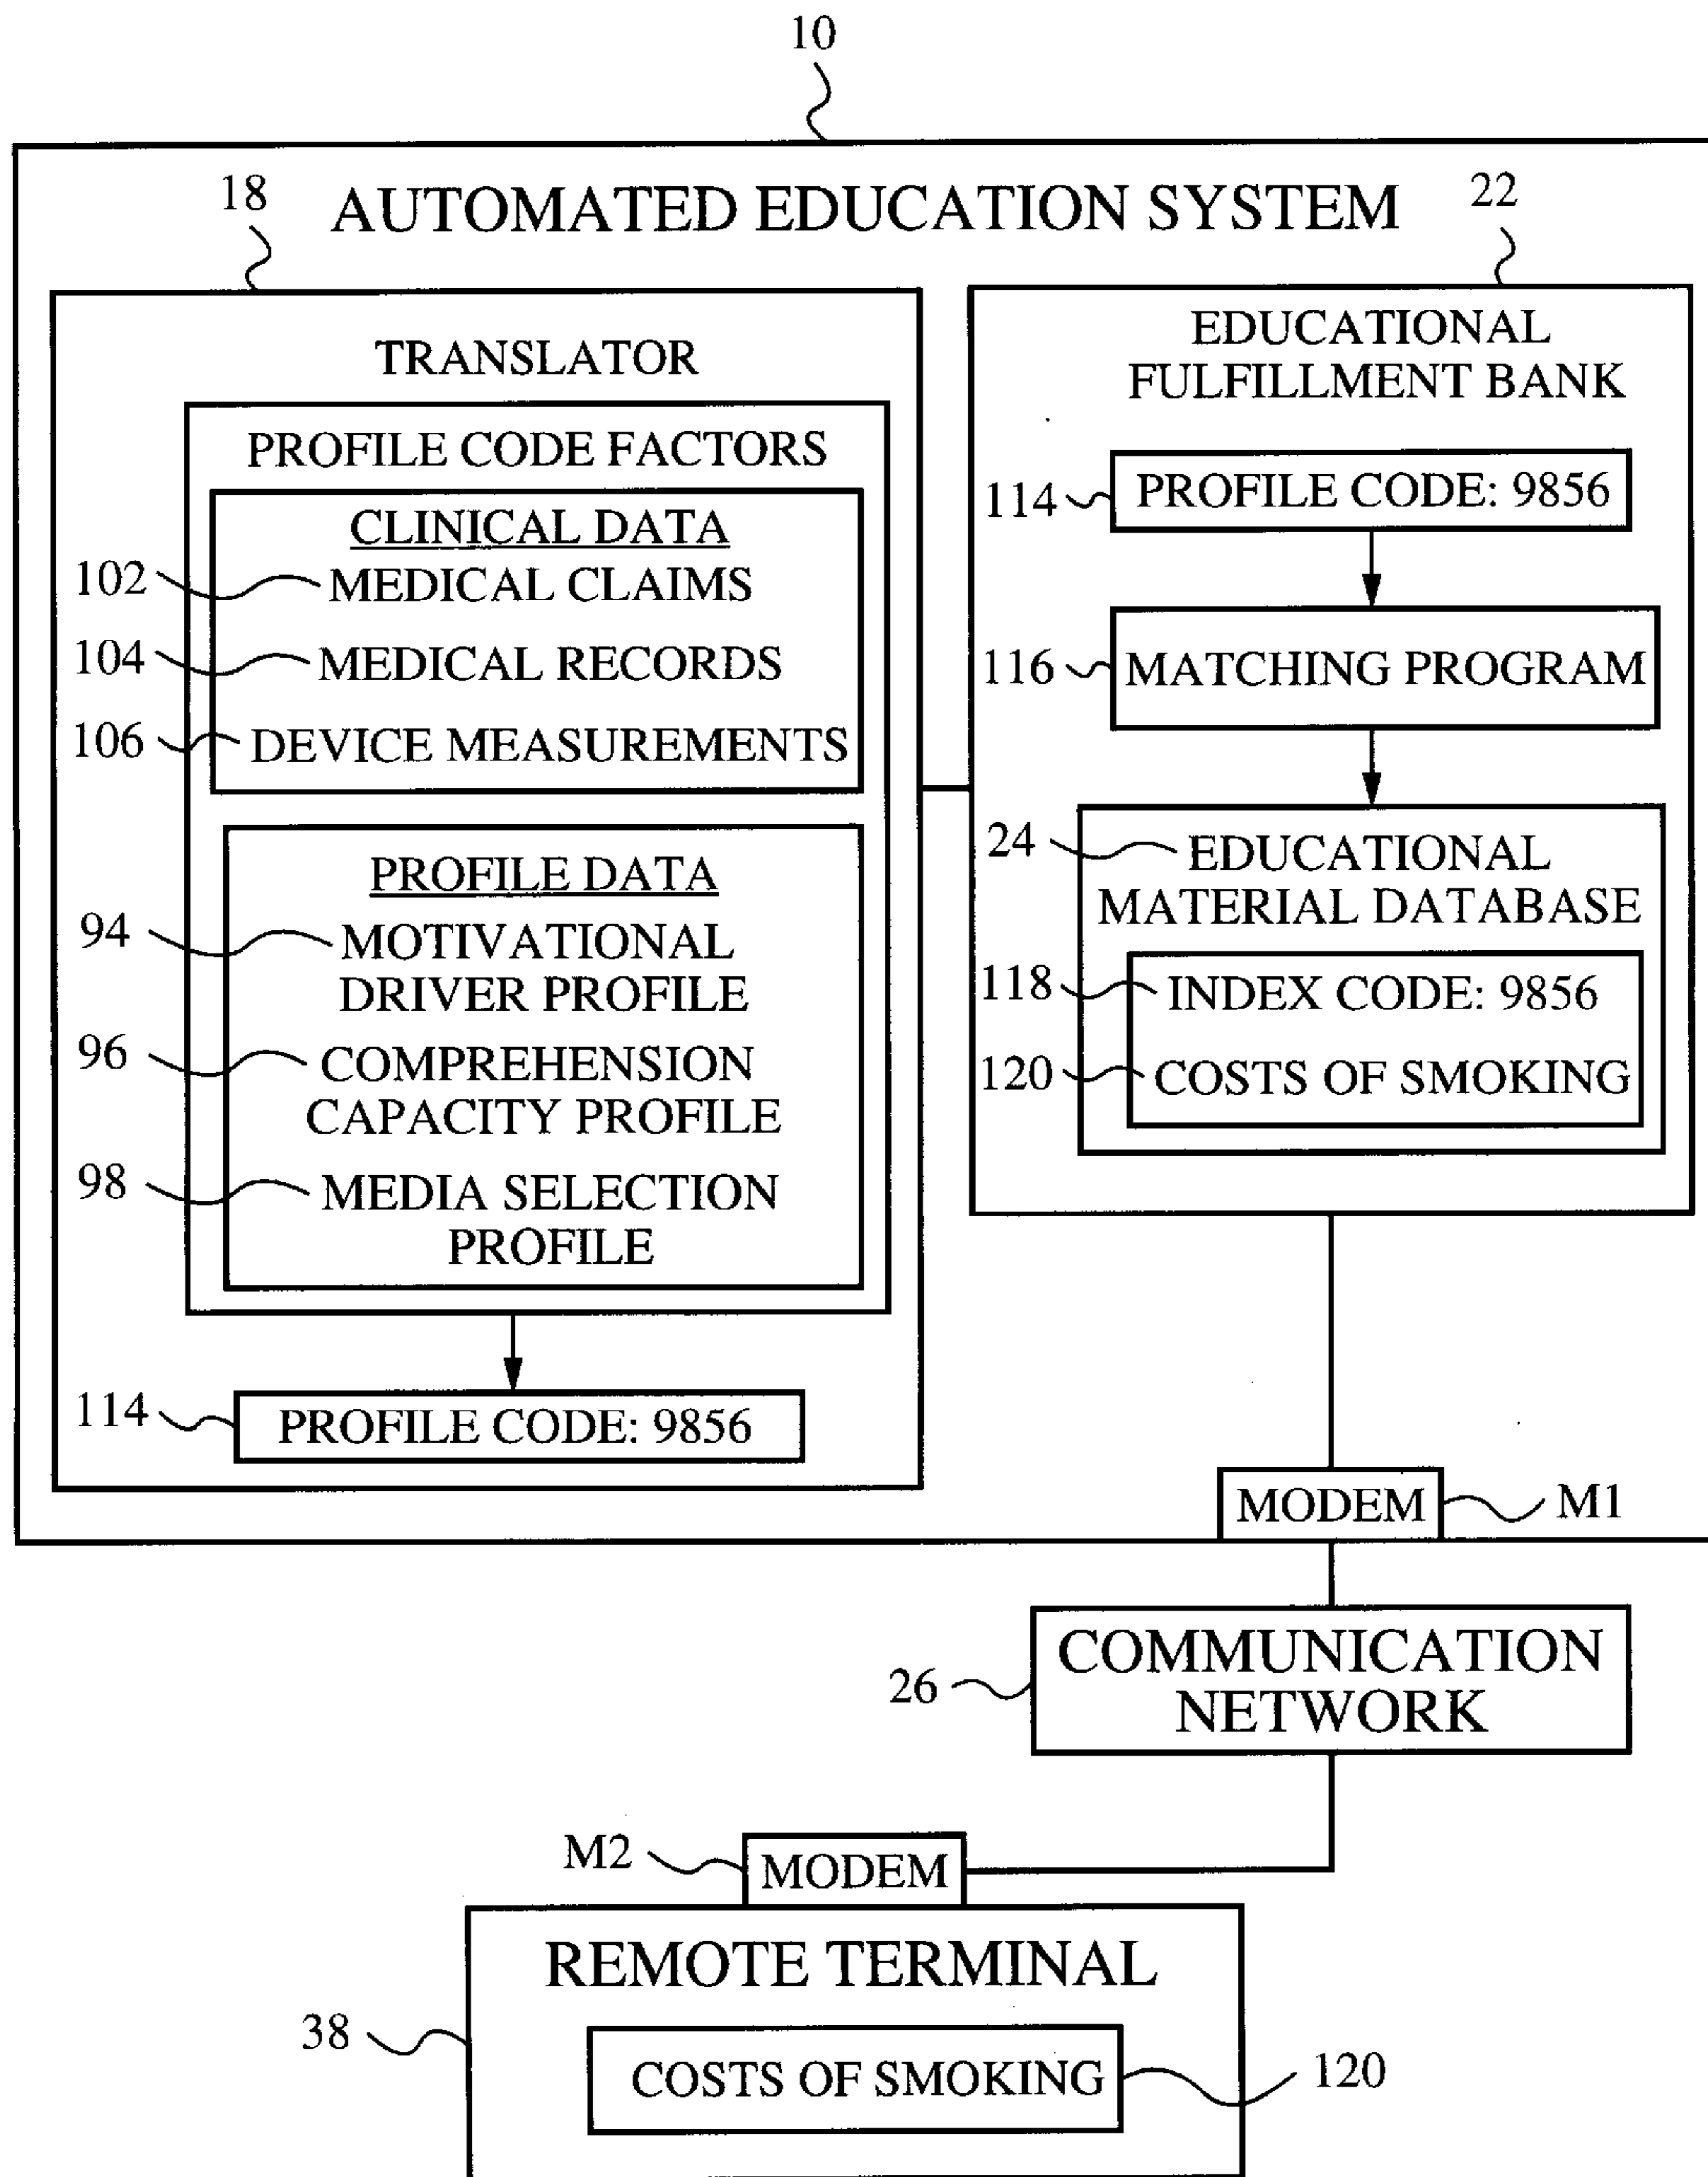 10
AUTOMATED EDUCATION SYSTEM
18
22
TRANSLATOR
PROFILE CODE FACTORS
CLINICAL DATA
102
MEDICAL CLAIMS
104
MEDICAL RECORDS
106
DEVICE MEASUREMENTS
PROFILE DATA
94
MOTIVATIONAL
DRIVER PROFILE
96
COMPREHENSION
CAPACITY PROFILE
98
MEDIA SELECTION
PROFILE
114
PROFILE CODE: 9856
EDUCATIONAL
FULFILLMENT BANK
114
PROFILE CODE: 9856
116
MATCHING PROGRAM
24
EDUCATIONAL
MATERIAL DATABASE
118
INDEX CODE: 9856
120
COSTS OF SMOKING
MODEM
M1
26
COMMUNICATION
NETWORK
M2
MODEM
REMOTE TERMINAL
38
COSTS OF SMOKING
120